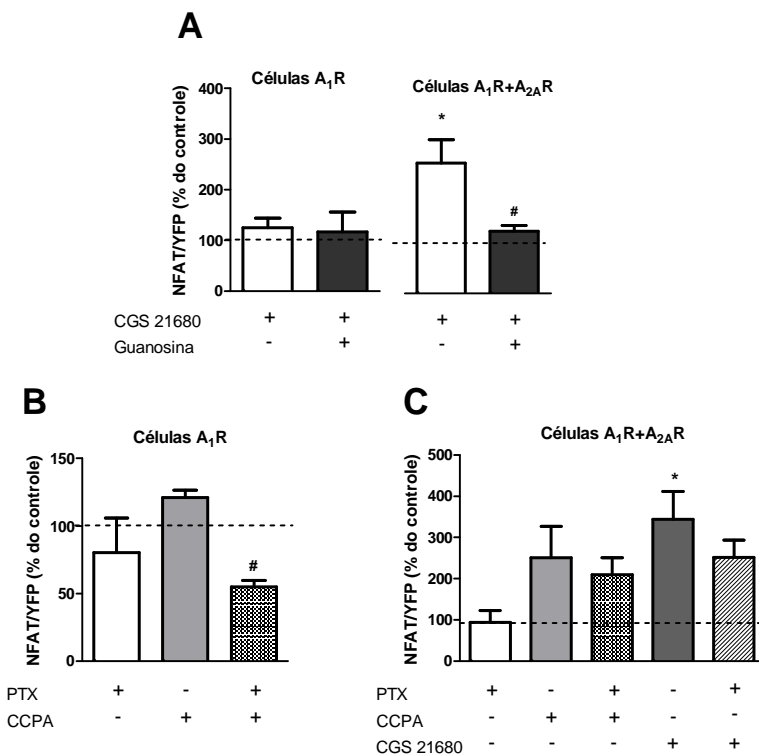 A
Células A₁R
Células A₁R+A₂ₐR
NFAT/YFP (% do controle)
400
300
200
100
0
*
#
CGS 21680 + + + +
Guanosina - + - +
B
Células A₁R
NFAT/YFP (% do controle)
150
100
50
0
#
PTX + - +
CCPA - + +
C
Células A₁R+A₂ₐR
NFAT/YFP (% do controle)
500
400
300
200
100
0
*
PTX + - + - +
CCPA - + + - -
CGS 21680 - - - + +